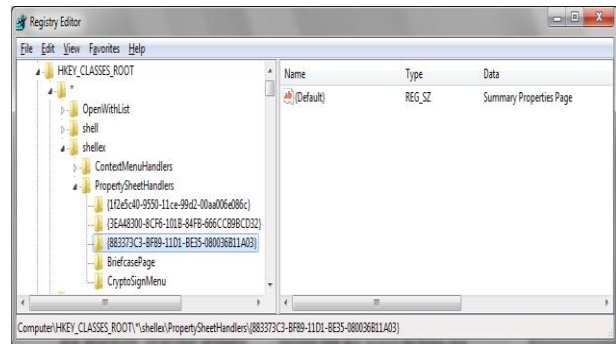 Registry Editor
File Edit View Favorites Help
HKEY_CLASSES_ROOT
*
OpenWithList
shell
shellex
ContextMenuHandlers
PropertySheetHandlers
{1f2e5c40-9550-11ce-99d2-00aa006e086c}
{3EA48300-8CF6-101B-84FB-666CCB9BCD32}
{883373C3-BF89-11D1-BE35-080036B11A03}
BriefcasePage
CryptoSignMenu
Name Type Data
ab (Default) REG_SZ Summary Properties Page
Computer\HKEY_CLASSES_ROOT\*\shellex\PropertySheetHandlers\{883373C3-BF89-11D1-BE35-080036B11A03}